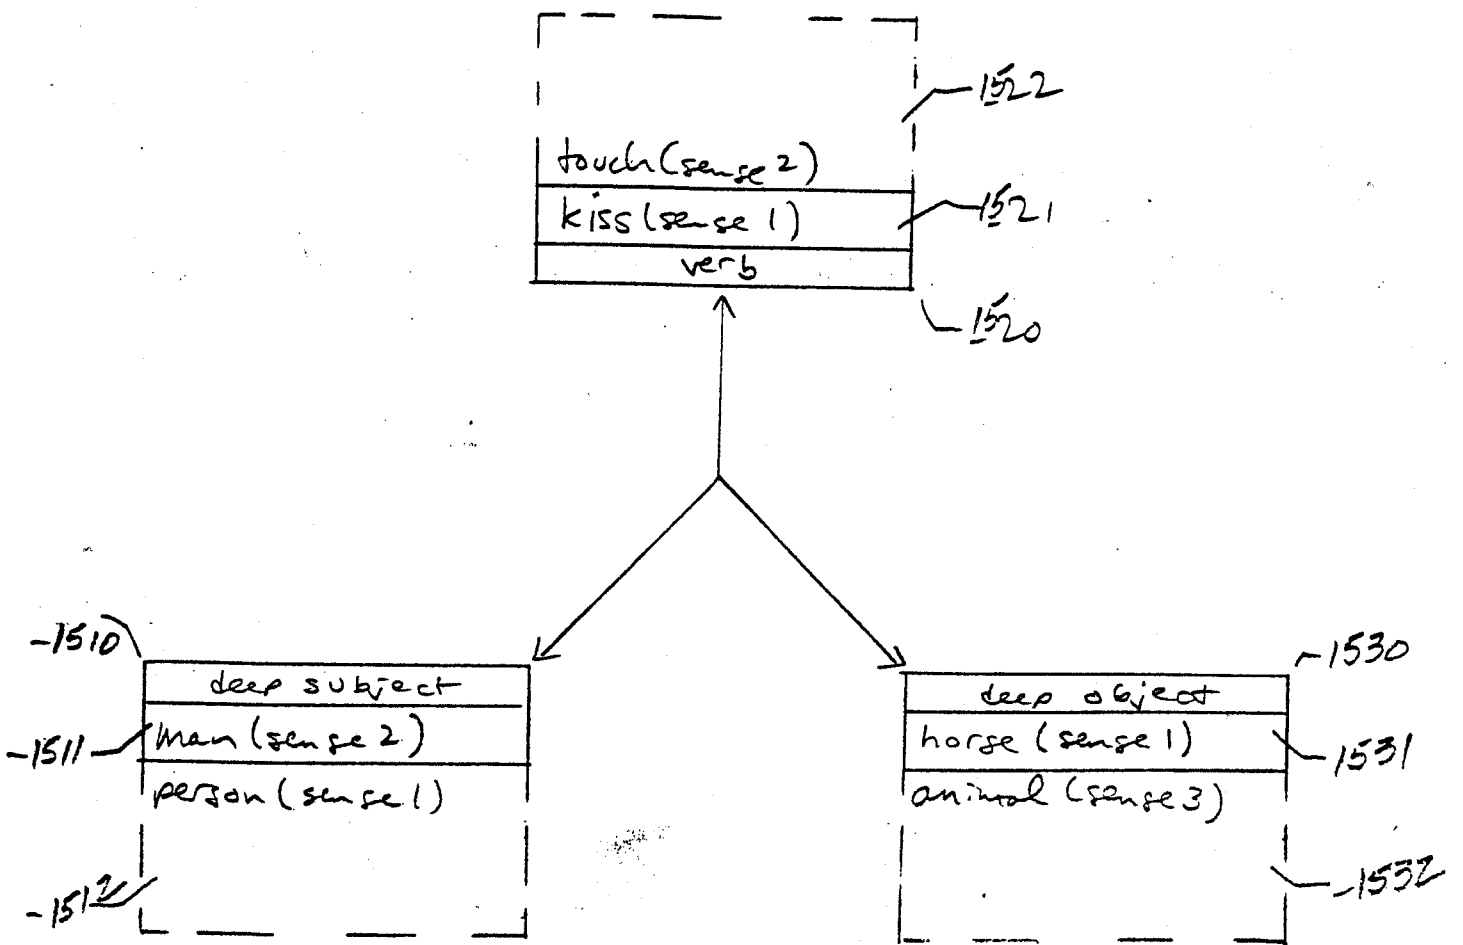 1522
touch (sense 2)
kiss (sense 1)
1521
verb
1520
1510
deep subject
man (sense 2)
1511
person (sense 1)
1512
1530
deep object
horse (sense 1)
1531
animal (sense 3)
1532